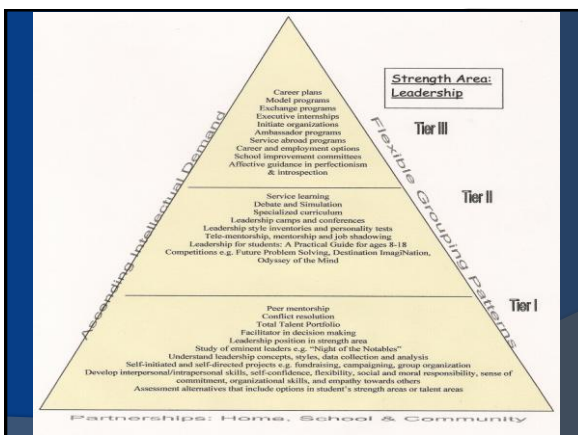 Strength Area:
Leadership
Career plans
Model programs
Exchange programs
Executive internships
Initiate organizations
Ambassador programs
Service abroad programs
Career and employment options
School improvement committees
Affective guidance in perfectionism
& introspection
Tier III
Service learning
Debate and Simulation
Specialized curriculum
Leadership camps and conferences
Leadership style inventories and personality tests
Tele-mentorship, mentorship and job shadowing
Leadership for students: A Practical Guide for ages 8-18
Competitions e.g. Future Problem Solving, Destination ImagiNation,
Odyssey of the Mind
Tier II
Peer mentorship
Conflict resolution
Total Talent Portfolio
Facilitator in decision making
Leadership position in strength area
Study of eminent leaders e.g. “Night of the Notables”
Understand leadership concepts, styles, data collection and analysis
Self-initiated and self-directed projects e.g. fundraising, campaigning, group organization
Develop interpersonal/intrapersonal skills, self-confidence, flexibility, social and moral responsibility, sense of
commitment, organizational skills, and empathy towards others
Assessment alternatives that include options in student’s strength areas or talent areas
Tier I
Ascending Intellectual Demand
Flexible Grouping Patterns
Partnerships: Home, School & Community